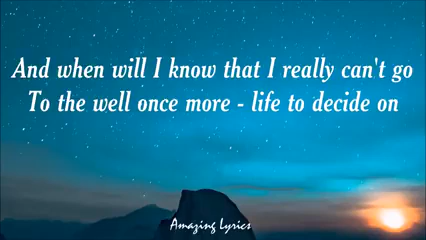 And when will I know that I really can't go
To the well once more - life to decide on
Amazing Lyrics